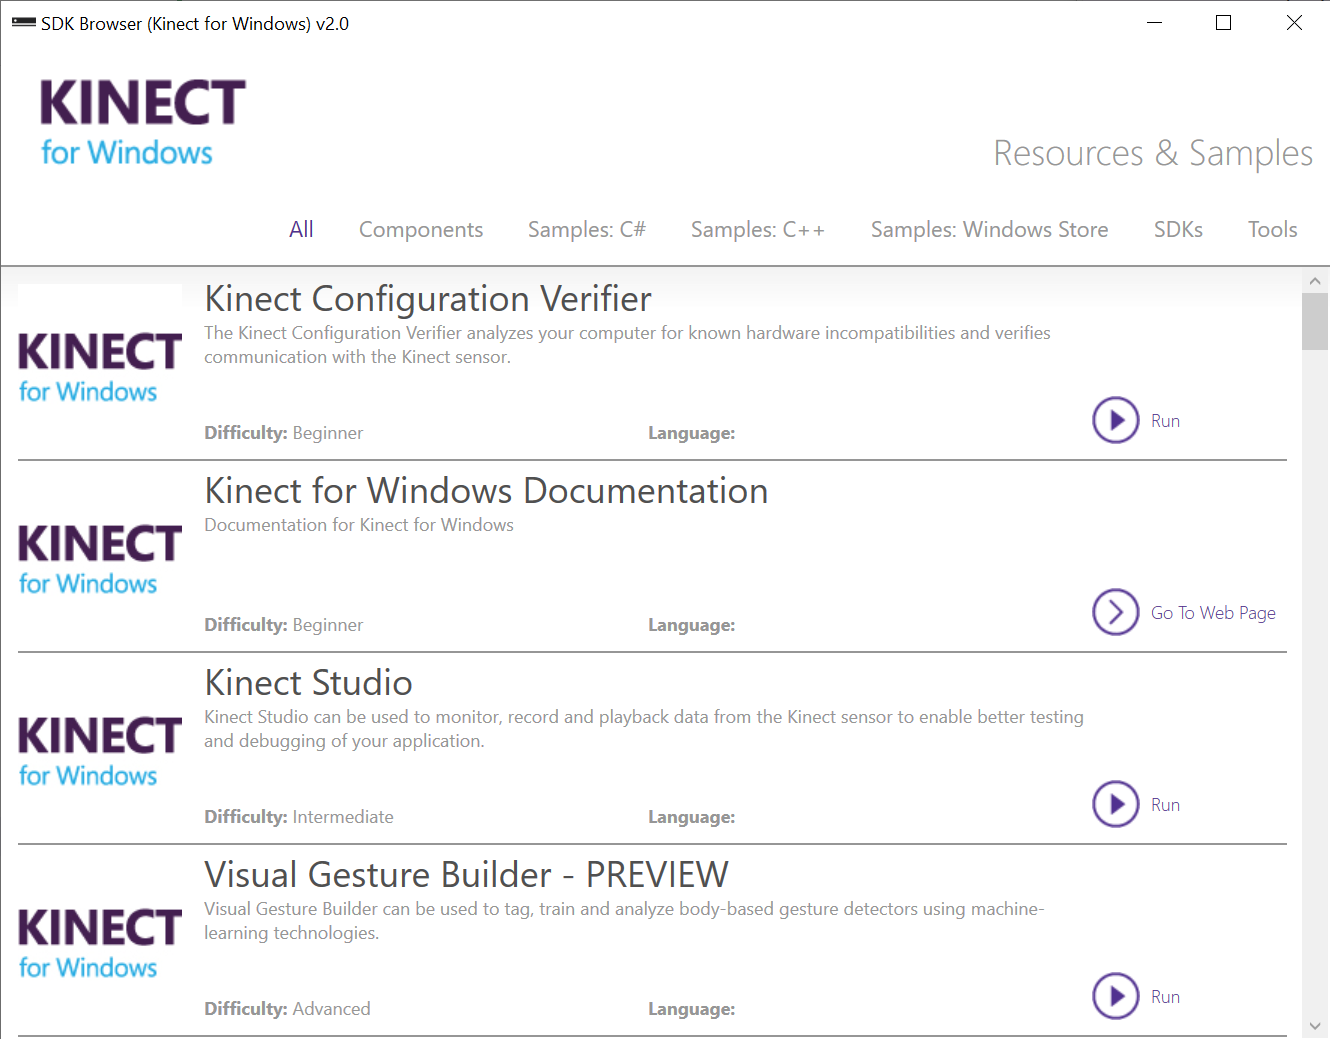 SDK Browser (Kinect for Windows) v2.0
KINECT
for Windows
Resources & Samples
All Components Samples: C# Samples: C++ Samples: Windows Store SDKs Tools
Kinect Configuration Verifier
The Kinect Configuration Verifier analyzes your computer for known hardware incompatibilities and verifies
communication with the Kinect sensor.
KINECT
for Windows
Difficulty: Beginner Language:
Run
Kinect for Windows Documentation
Documentation for Kinect for Windows
KINECT
for Windows
Difficulty: Beginner Language:
Go To Web Page
Kinect Studio
Kinect Studio can be used to monitor, record and playback data from the Kinect sensor to enable better testing
and debugging of your application.
KINECT
for Windows
Difficulty: Intermediate Language:
Run
Visual Gesture Builder - PREVIEW
Visual Gesture Builder can be used to tag, train and analyze body-based gesture detectors using machine-
learning technologies.
KINECT
for Windows
Difficulty: Advanced Language:
Run